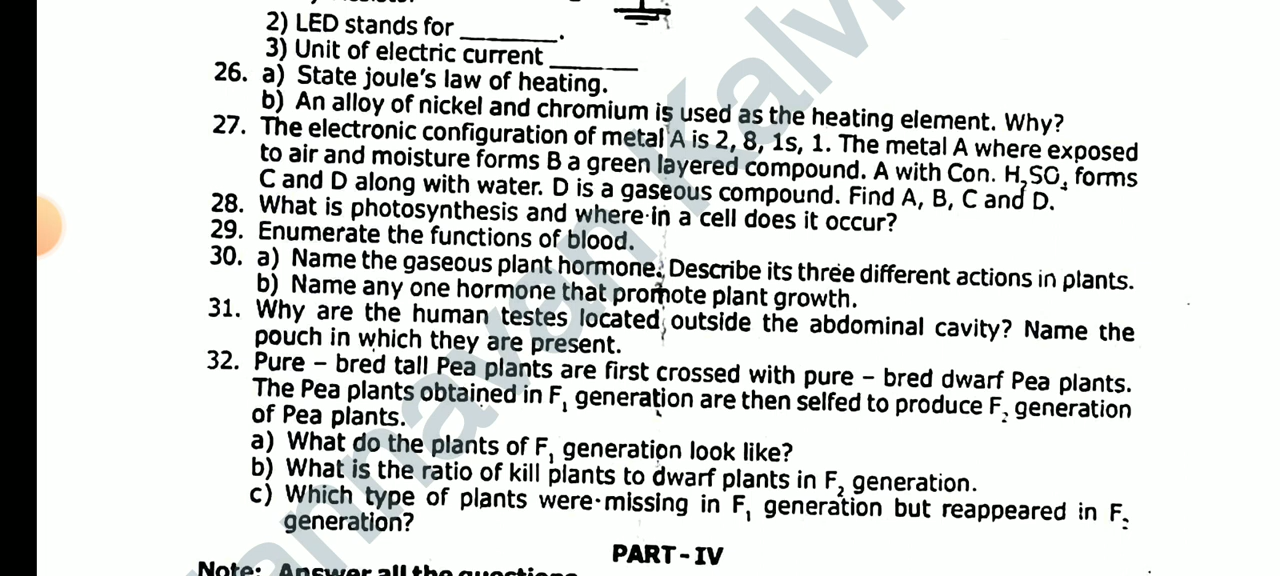 2) LED stands for ________.
3) Unit of electric current ________
26. a) State joule's law of heating.
b) An alloy of nickel and chromium is used as the heating element. Why?
27. The electronic configuration of metal A is 2, 8, 1s, 1. The metal A where exposed
to air and moisture forms B a green layered compound. A with Con. H₂SO₄ forms
C and D along with water. D is a gaseous compound. Find A, B, C and D.
28. What is photosynthesis and where in a cell does it occur?
29. Enumerate the functions of blood.
30. a) Name the gaseous plant hormone. Describe its three different actions in plants.
b) Name any one hormone that promote plant growth.
31. Why are the human testes located outside the abdominal cavity? Name the
pouch in which they are present.
32. Pure – bred tall Pea plants are first crossed with pure – bred dwarf Pea plants.
The Pea plants obtained in F₁ generation are then selfed to produce F₂ generation
of Pea plants.
a) What do the plants of F₁ generation look like?
b) What is the ratio of kill plants to dwarf plants in F₂ generation.
c) Which type of plants were missing in F₁ generation but reappeared in F₂
generation?
PART - IV
Note: Answer all the questions